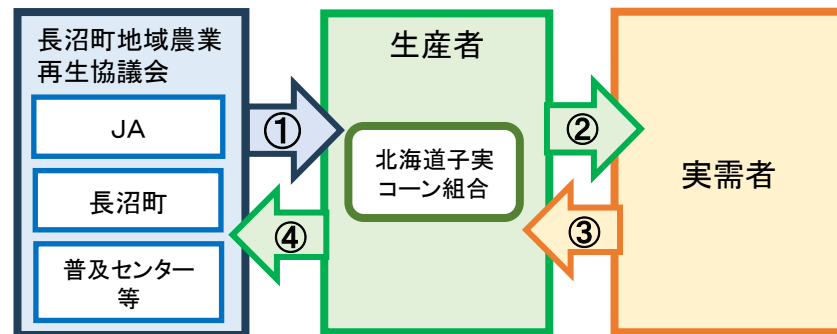 長沼町地域農業
再生協議会
JA
長沼町
普及センター
等
①
④
生産者
北海道子実
コーン組合
②
③
実需者